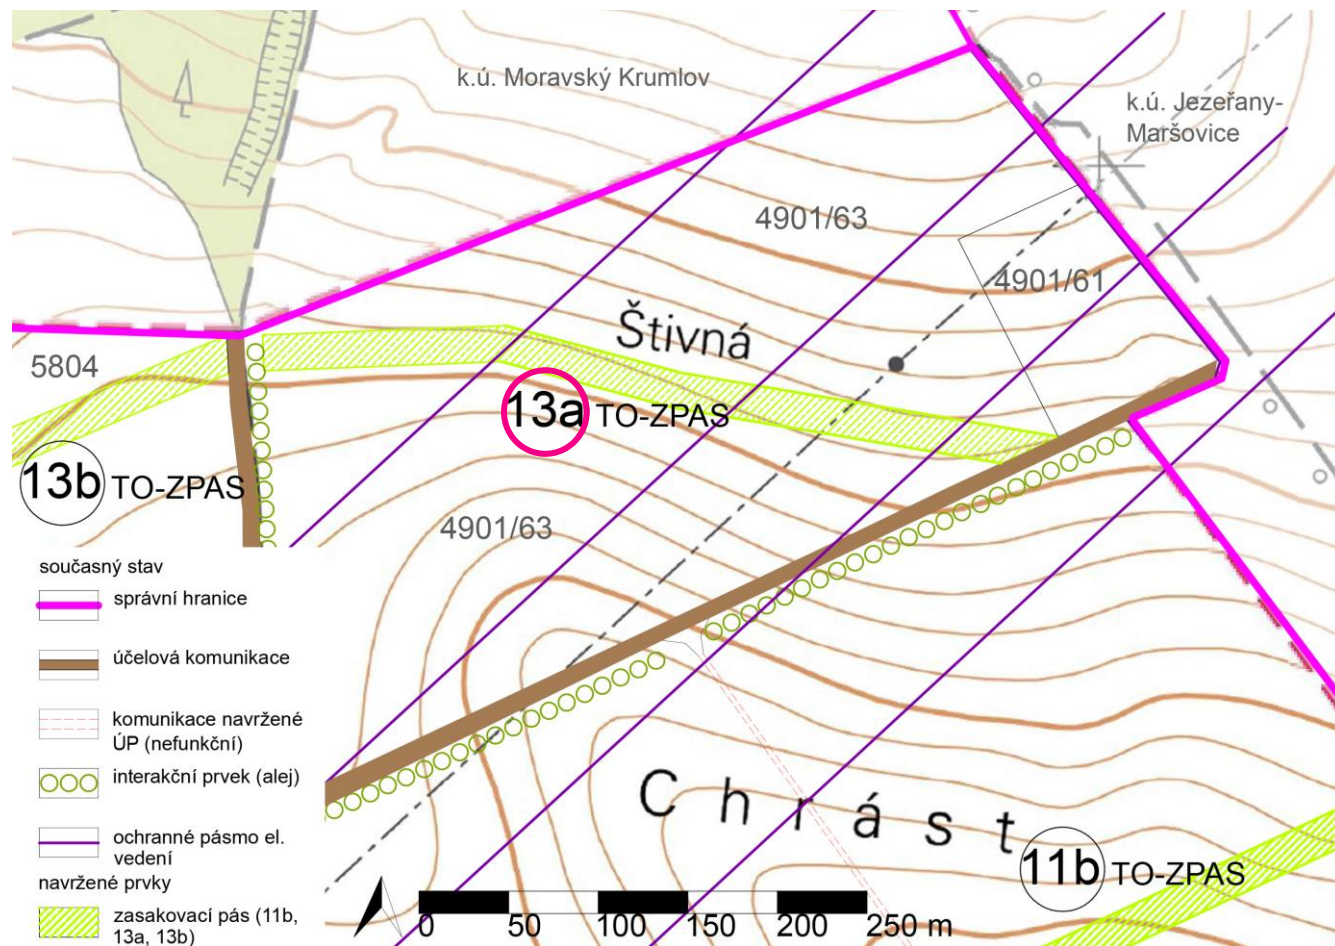 k.ú. Moravský Krumlov
k.ú. Jezeřany-
Maršovice
4901/63
4901/61
Štivná
5804
13a TO-ZPAS
13b TO-ZPAS
4901/63
současný stav
správní hranice
účelová komunikace
komunikace navržené
ÚP (nefunkční)
interakční prvek (alej)
ochranné pásmo el.
vedení
navržené prvky
zasakovací pás (11b,
13a, 13b)
Chrást
11b TO-ZPAS
0 50 100 150 200 250 m